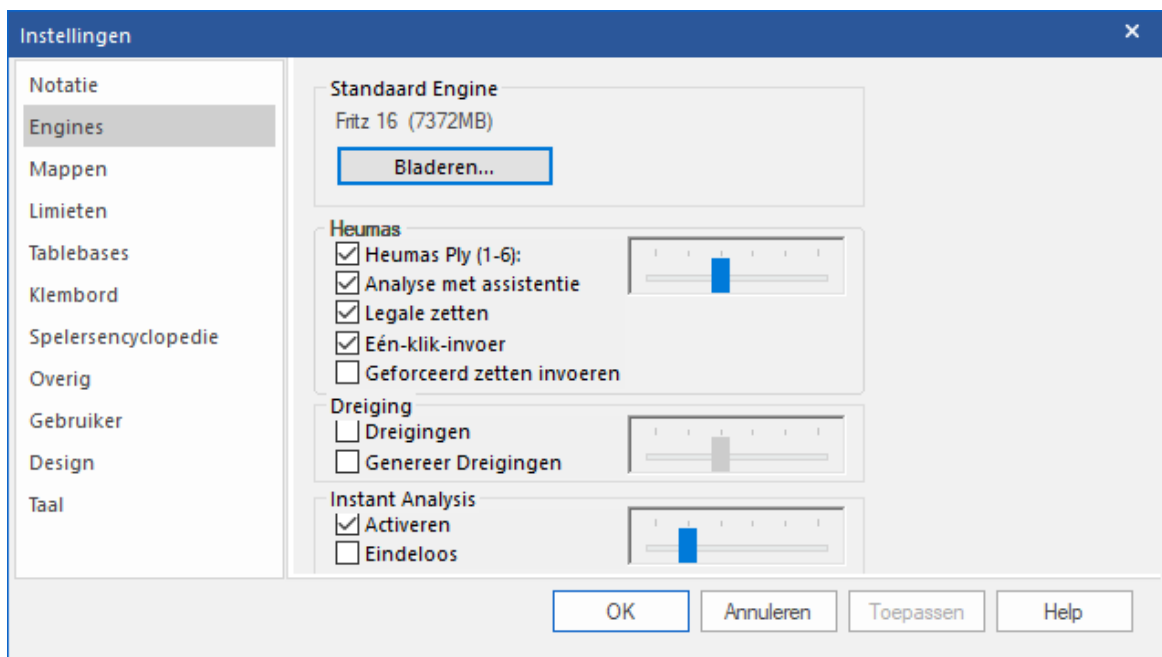 Instellingen
Notatie
Engines
Mappen
Limieten
Tablebases
Klembord
Spelersencyclopedie
Overig
Gebruiker
Design
Taal
Standaard Engine
Fritz 16 (7372MB)
Bladeren...
Heumas
Heumas Ply (1-6):
Analyse met assistentie
Legale zetten
Eén-klik-invoer
Geforceerd zetten invoeren
Dreiging
Dreigingen
Genereer Dreigingen
Instant Analysis
Activeren
Eindeloos
OK
Annuleren
Toepassen
Help